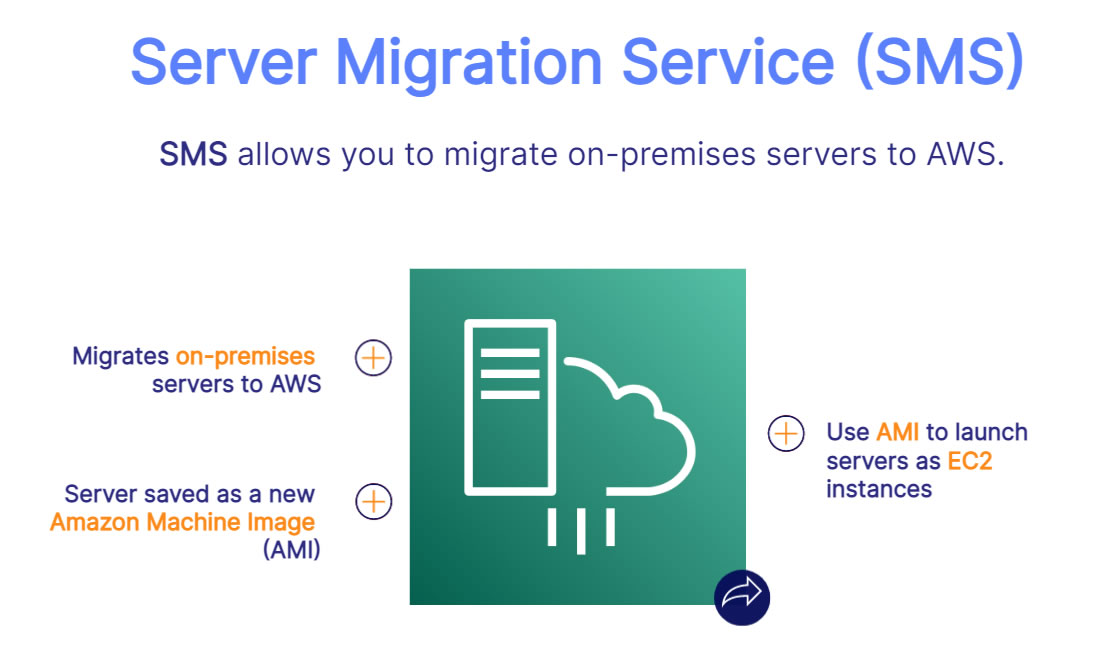 Server Migration Service (SMS)
SMS allows you to migrate on-premises servers to AWS.
Migrates on-premises
servers to AWS
Server saved as a new
Amazon Machine Image
(AMI)
Use AMI to launch
servers as EC2
instances